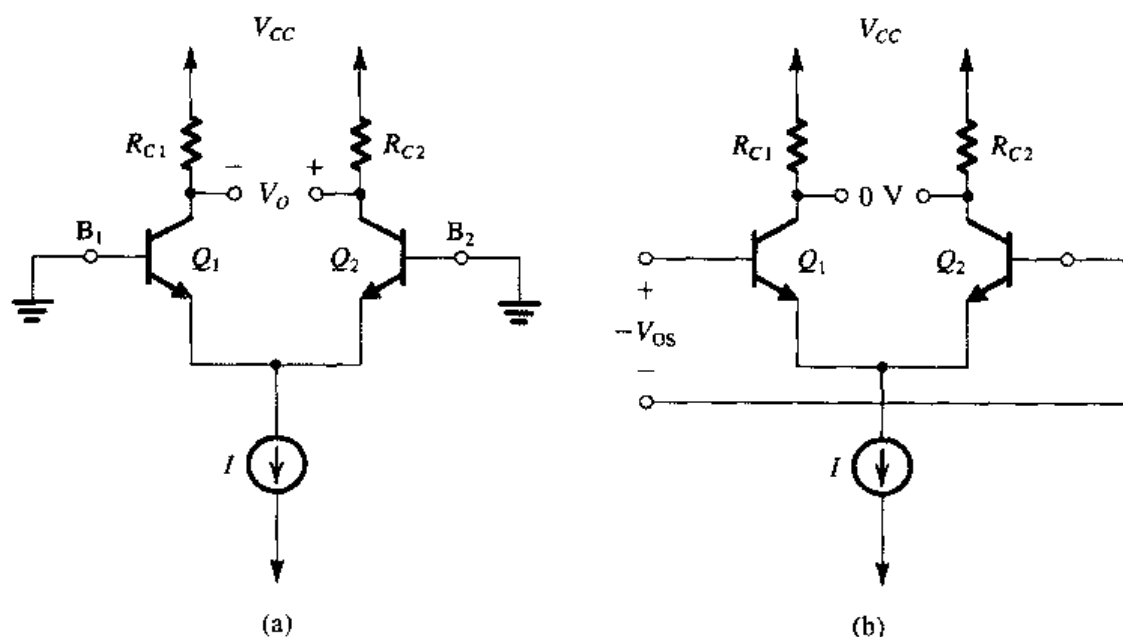 V_CC
R_C1
R_C2
− V_O +
B_1
B_2
Q_1
Q_2
I
(a)
V_CC
R_C1
R_C2
0 V
Q_1
Q_2
+
−V_OS
−
I
(b)